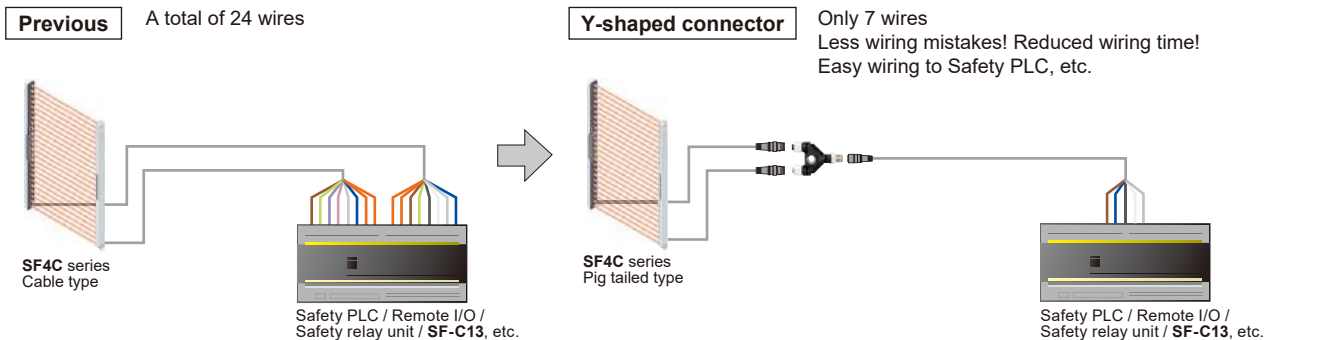 Previous
A total of 24 wires
SF4C series
Cable type
Safety PLC / Remote I/O /
Safety relay unit / SF-C13, etc.
Y-shaped connector
Only 7 wires
Less wiring mistakes! Reduced wiring time!
Easy wiring to Safety PLC, etc.
SF4C series
Pig tailed type
Safety PLC / Remote I/O /
Safety relay unit / SF-C13, etc.